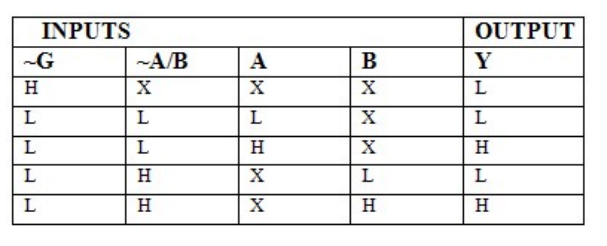 INPUTS OUTPUT
~G ~A/B A B Y
H X X X L
L L L X L
L L H X H
L H X L L
L H X H H